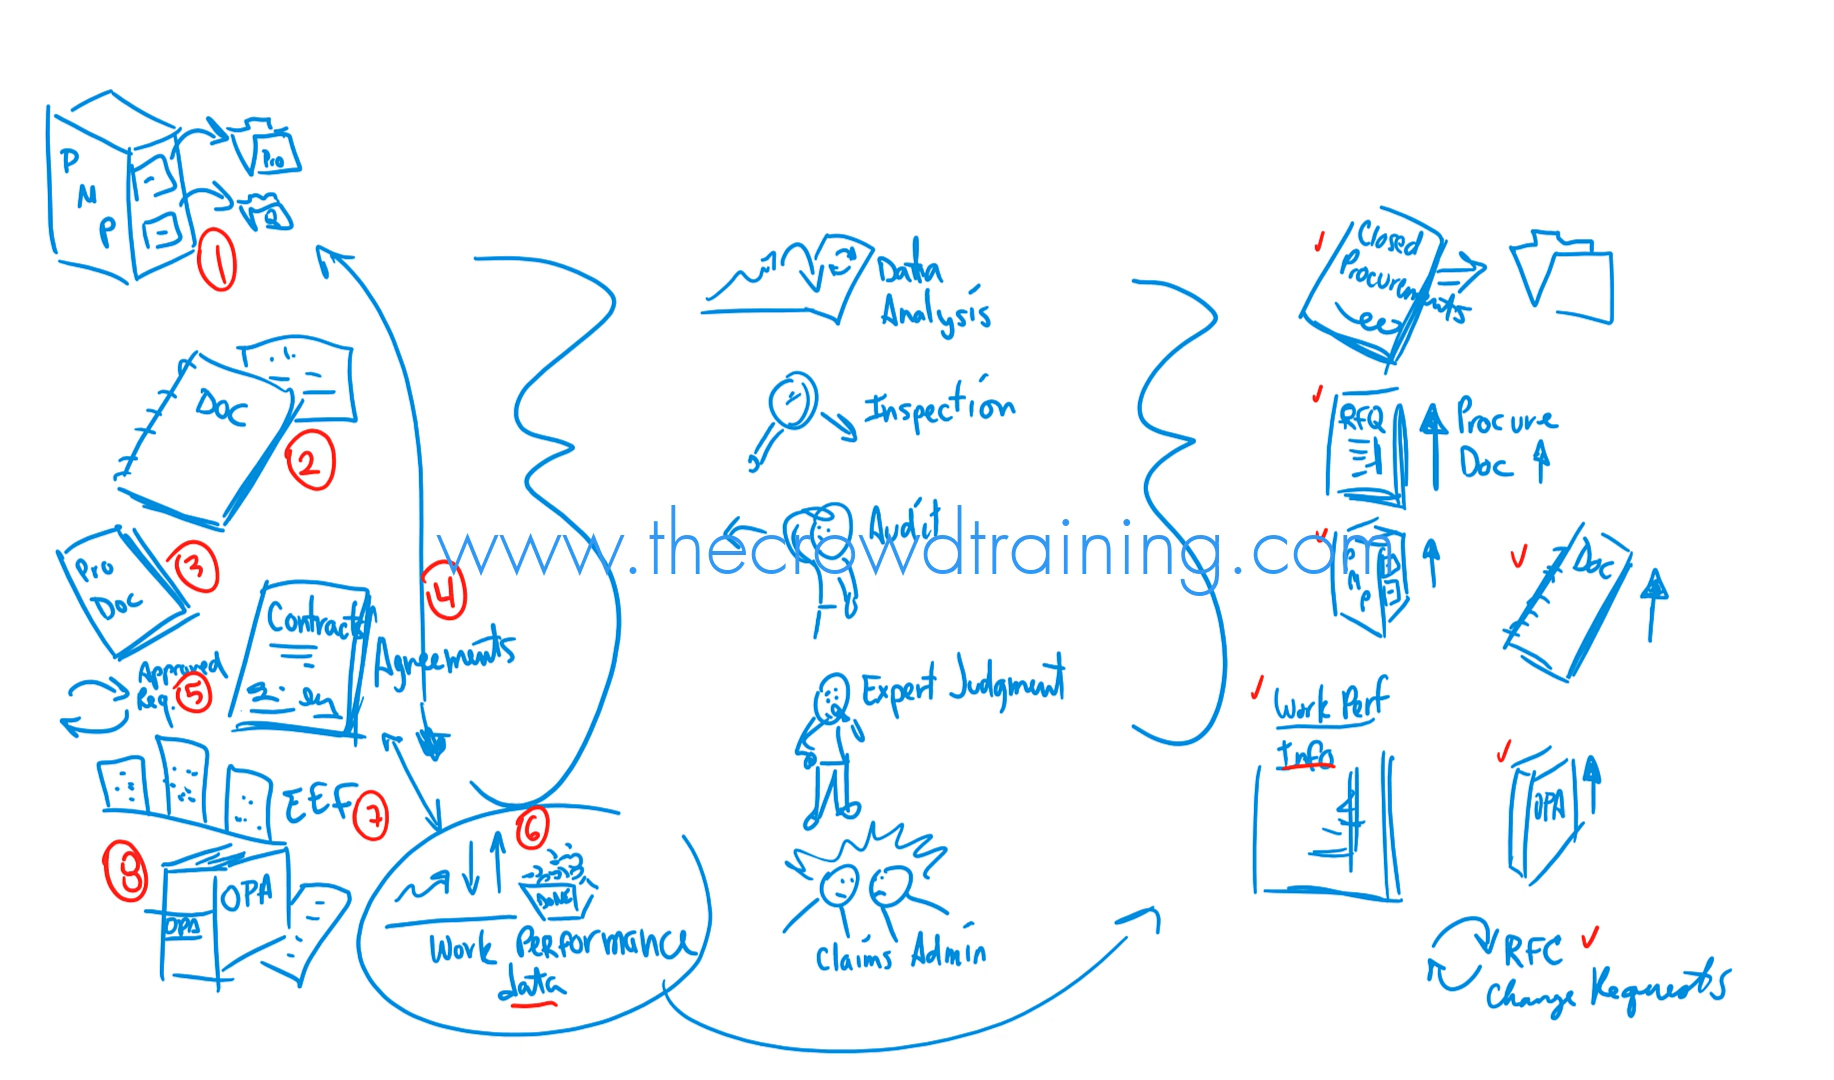 P
M
P
Pro
Q
1
DOC
2
Pro
Doc
3
Contracts
Agreements
4
Approved
Req.
5
EEF
7
8
OPA
OPA
6
DONE!
Work Performance
data
Data
Analysis
Inspection
Audit
Expert Judgment
Claims Admin
www.thecrowdtraining.com
Closed
Procurements
RFQ
Procure
Doc
P
M
P
Doc
Work Perf
Info
OPA
RFC
Change Requests